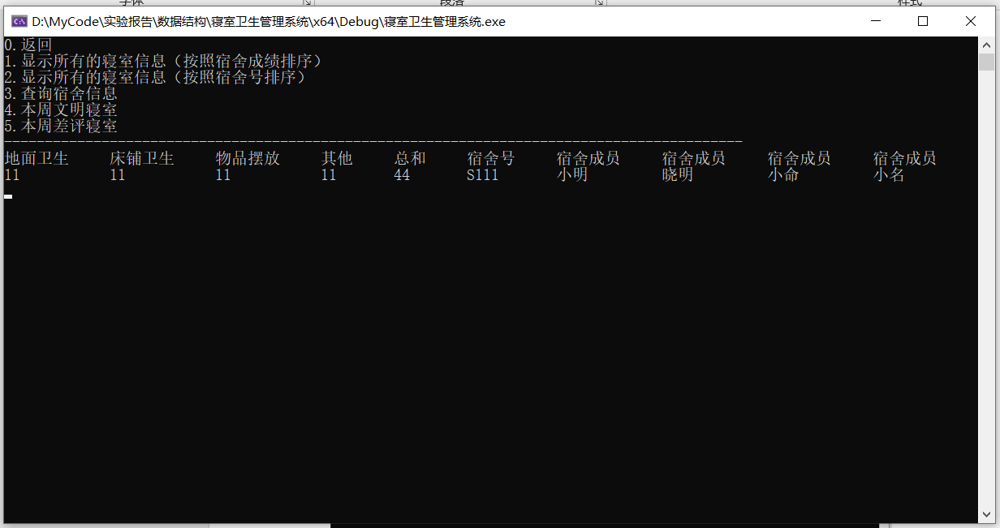 字体 段落 样式
D:\MyCode\实验报告\数据结构\寝室卫生管理系统\x64\Debug\寝室卫生管理系统.exe
0.返回
1.显示所有的寝室信息（按照宿舍成绩排序）
2.显示所有的寝室信息（按照宿舍号排序）
3.查询宿舍信息
4.本周文明寝室
5.本周差评寝室
-------------------------------------------------------------------------------------------
地面卫生 床铺卫生 物品摆放 其他 总和 宿舍号 宿舍成员 宿舍成员 宿舍成员 宿舍成员
11 11 11 11 44 S111 小明 晓明 小命 小名